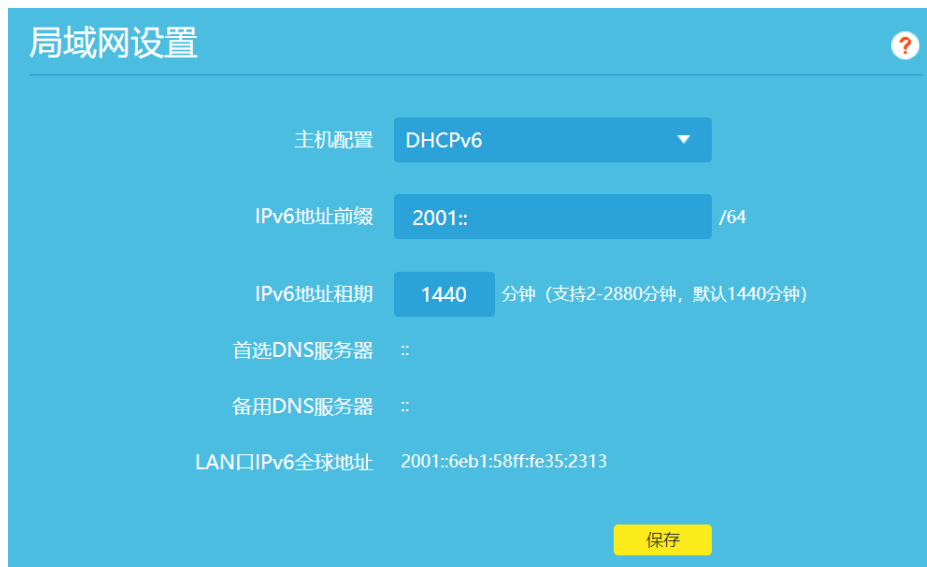 局域网设置
?
主机配置 DHCPv6
IPv6地址前缀 2001:: /64
IPv6地址租期 1440 分钟（支持2-2880分钟，默认1440分钟）
首选DNS服务器 ::
备用DNS服务器 ::
LAN口IPv6全球地址 2001::6eb1:58ff:fe35:2313
保存